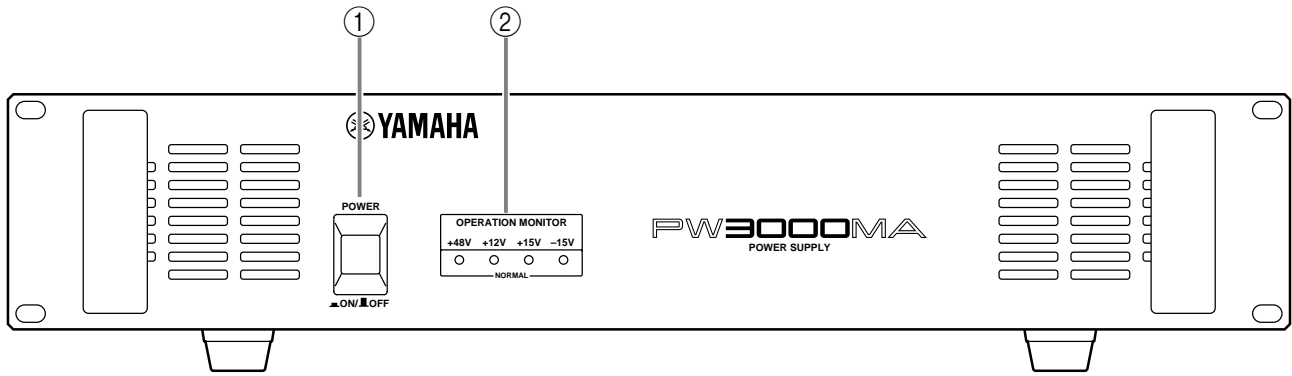 ① ②
YAMAHA
POWER
OPERATION MONITOR
+48V +12V +15V –15V
NORMAL
PW3000MA
POWER SUPPLY
ON/ OFF